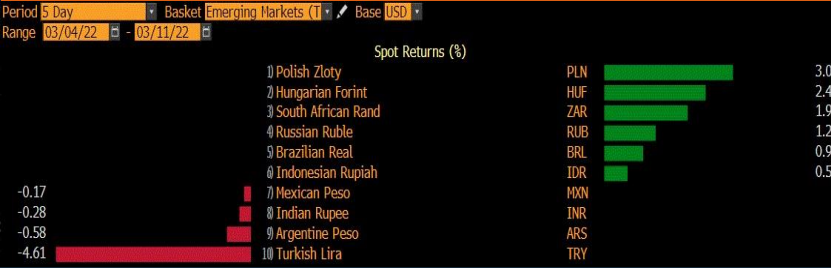 Period 5 Day Basket Emerging Markets (T Base USD
Range 03/04/22 - 03/11/22
Spot Returns (%)
1) Polish Zloty PLN 3.0
2) Hungarian Forint HUF 2.4
3) South African Rand ZAR 1.9
4) Russian Ruble RUB 1.2
5) Brazilian Real BRL 0.9
6) Indonesian Rupiah IDR 0.5
-0.17 7) Mexican Peso MXN
-0.28 8) Indian Rupee INR
-0.58 9) Argentine Peso ARS
-4.61 10) Turkish Lira TRY